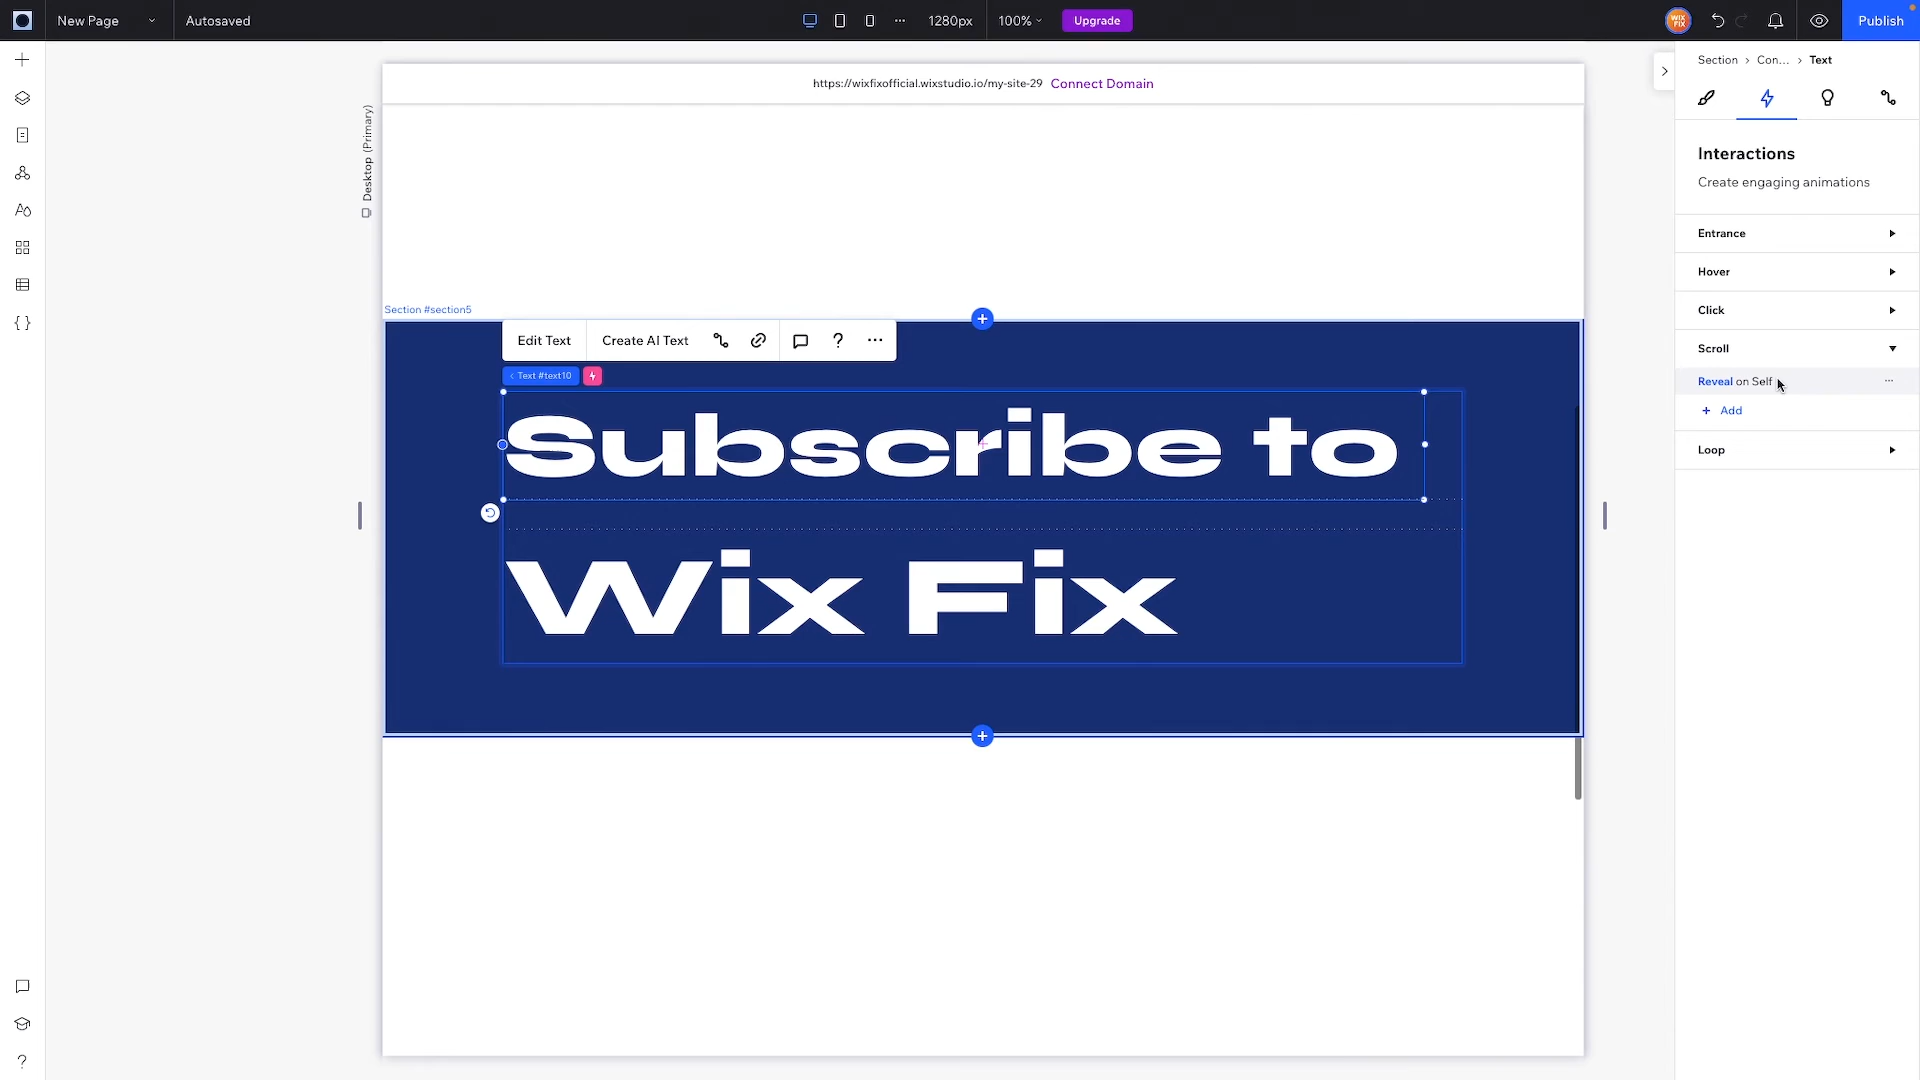 New Page
Autosaved
1280px
100%
Upgrade
WIX FIX
Publish
https://wixfixofficial.wixstudio.io/my-site-29 Connect Domain
Section › Con... › Text
Desktop (Primary)
Interactions
Create engaging animations
Entrance
Hover
Click
Scroll
Reveal on Self
+ Add
Loop
Section #section5
Edit Text
Create AI Text
?
‹ Text #text10
Subscribe to
Wix Fix
?